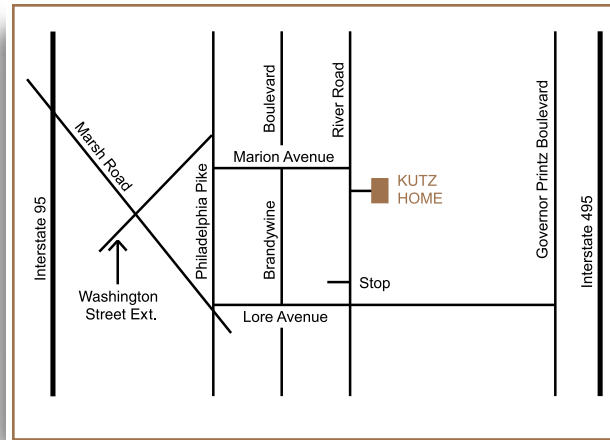 Interstate 95
Marsh Road
Washington
Street Ext.
Philadelphia Pike
Boulevard
Brandywine
River Road
Marion Avenue
KUTZ
HOME
Stop
Lore Avenue
Governor Printz Boulevard
Interstate 495